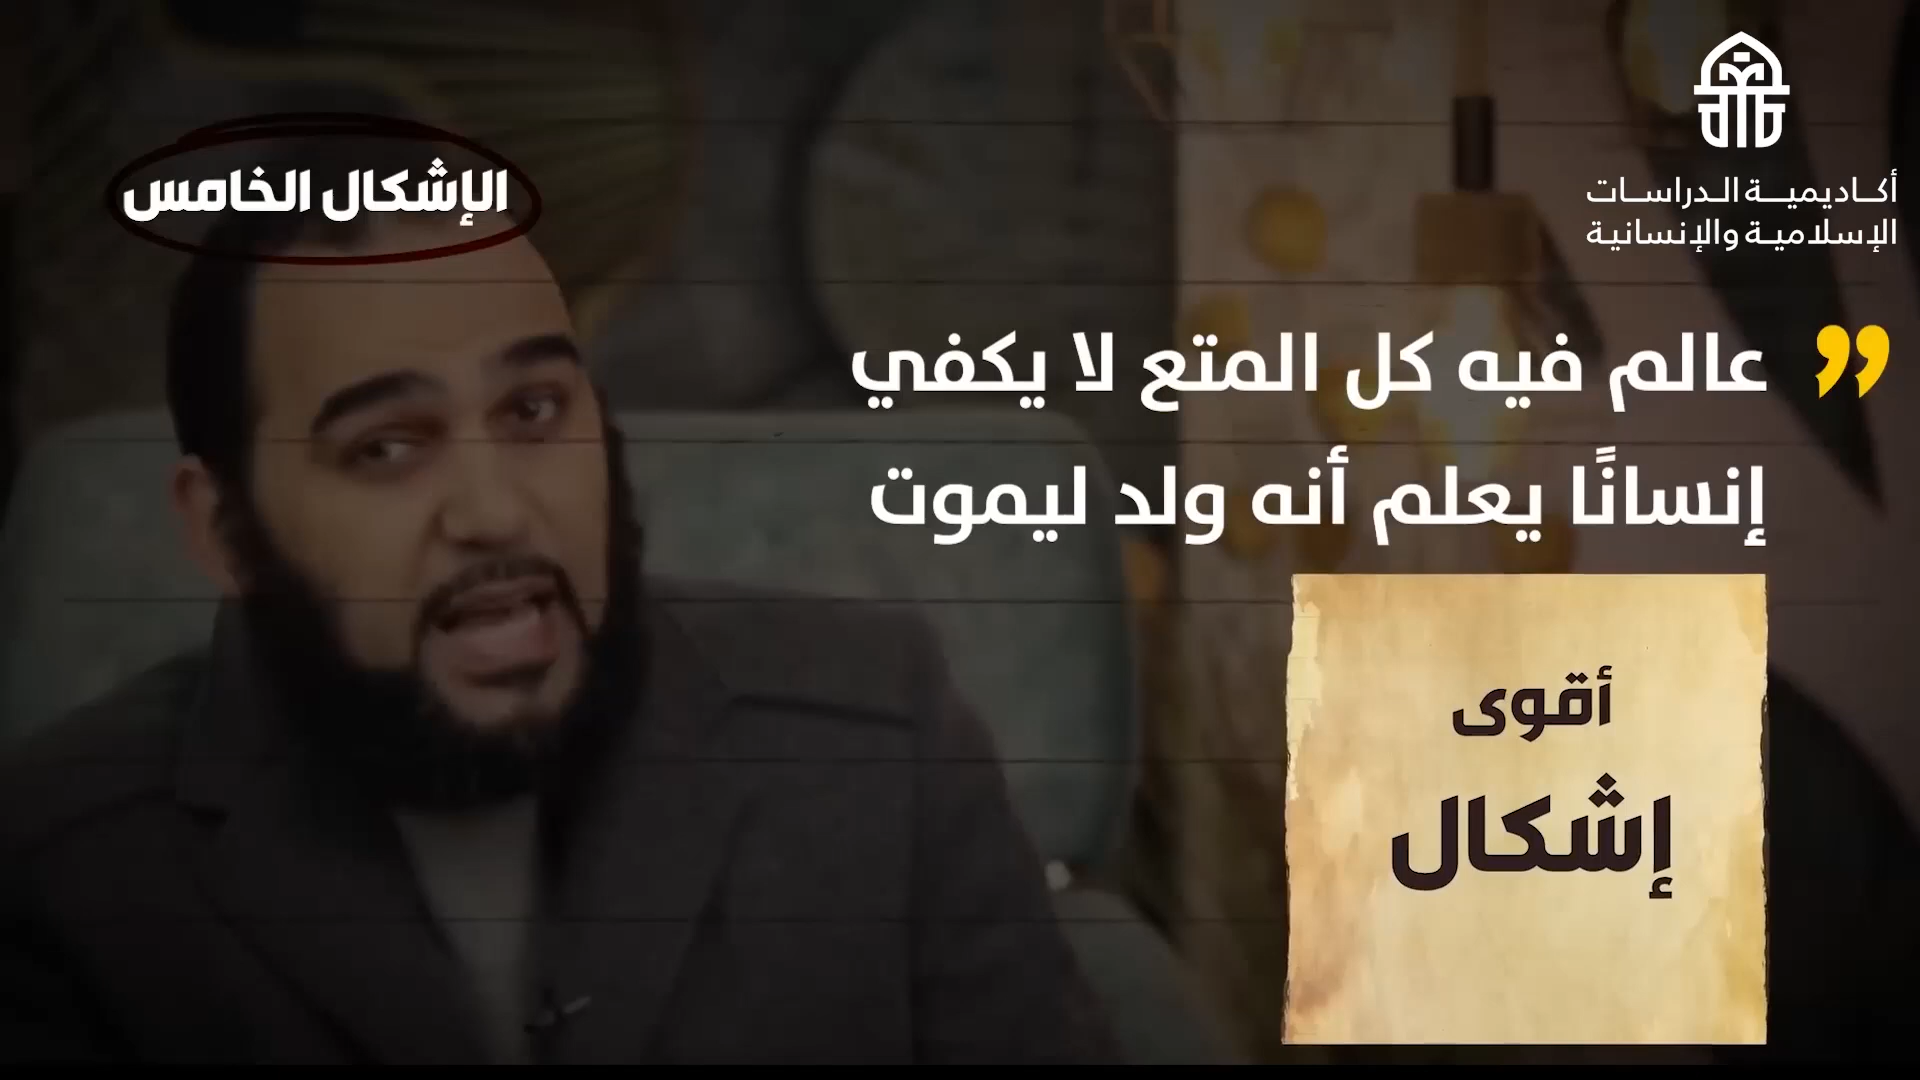 أكاديمية الدراسات
الإسلامية والإنسانية
الإشكال الخامس
عالم فيه كل المتع لا يكفي
إنسانًا يعلم أنه ولد ليموت
أقوى
إشكال